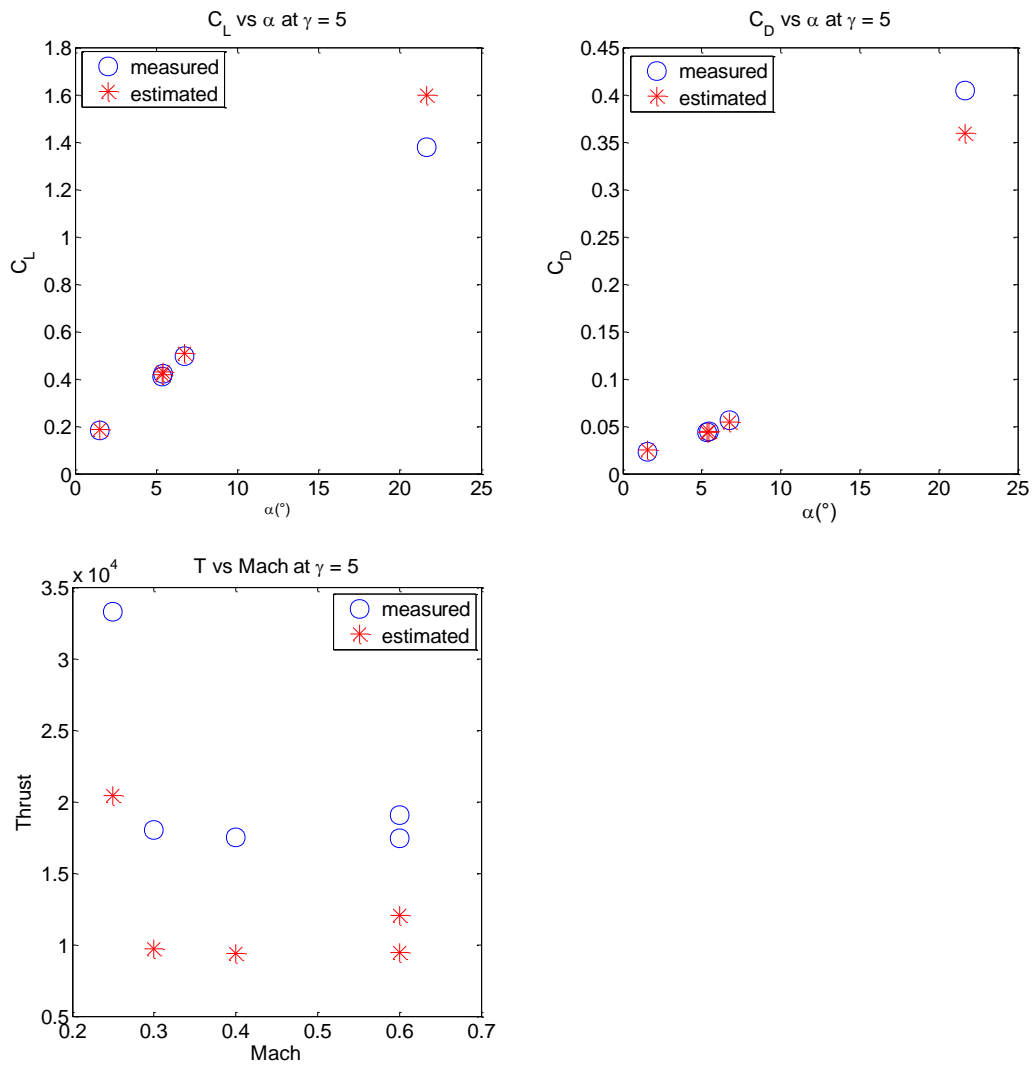 C_L vs α at γ = 5
1.8
1.6
1.4
1.2
1
0.8
0.6
0.4
0.2
0
C_L
measured
estimated
0 5 10 15 20 25
α(°)
C_D vs α at γ = 5
0.45
0.4
0.35
0.3
0.25
0.2
0.15
0.1
0.05
0
C_D
measured
estimated
0 5 10 15 20 25
α(°)
T vs Mach at γ = 5
x 10^4
3.5
3
2.5
2
1.5
1
0.5
Thrust
measured
estimated
0.2 0.3 0.4 0.5 0.6 0.7
Mach